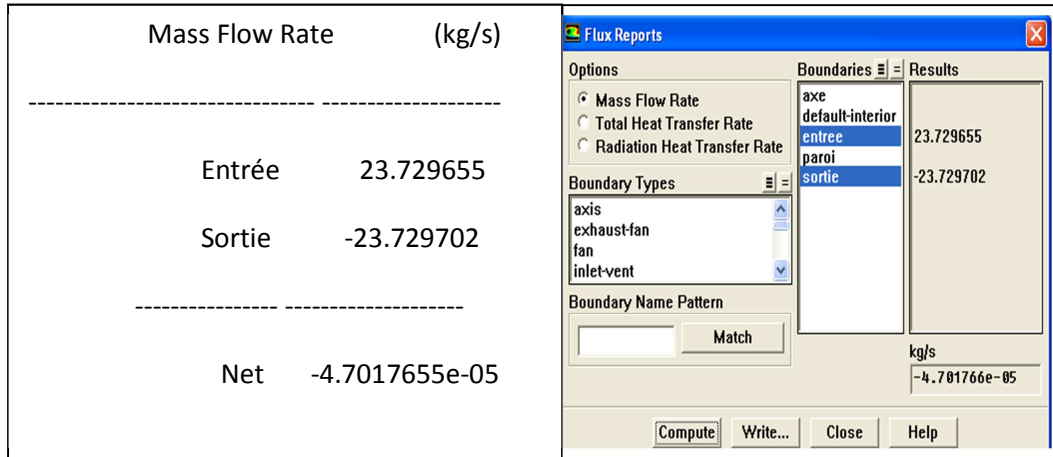 Mass Flow Rate (kg/s)
-------------------------------- --------------------
Entrée 23.729655
Sortie -23.729702
---------------- --------------------
Net -4.7017655e-05
Flux Reports
Options
Mass Flow Rate
Total Heat Transfer Rate
Radiation Heat Transfer Rate
Boundary Types
axis
exhaust-fan
fan
inlet-vent
Boundary Name Pattern
Match
Boundaries
axe
default-interior
entree
paroi
sortie
Results
23.729655
-23.729702
kg/s
-4.701766e-05
Compute Write... Close Help